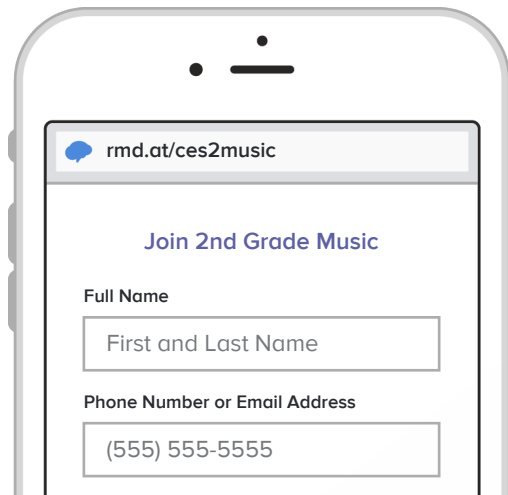 rmd.at/ces2music
Join 2nd Grade Music
Full Name
First and Last Name
Phone Number or Email Address
(555) 555-5555